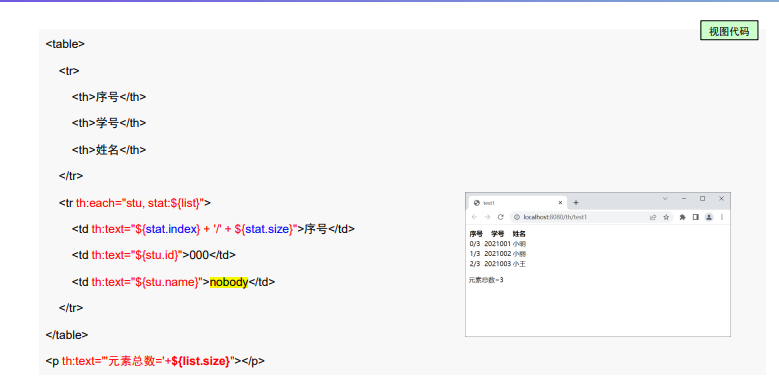 视图代码
<table>
<tr>
<th>序号</th>
<th>学号</th>
<th>姓名</th>
</tr>
<tr th:each="stu, stat:${list}">
<td th:text="${stat.index} + '/' + ${stat.size}">序号</td>
<td th:text="${stu.id}">000</td>
<td th:text="${stu.name}">nobody</td>
</tr>
</table>
<p th:text="'元素总数='+${list.size}"></p>
test1
localhost:8080/th/test1
序号 学号 姓名
0/3 2021001 小明
1/3 2021002 小丽
2/3 2021003 小王
元素总数=3